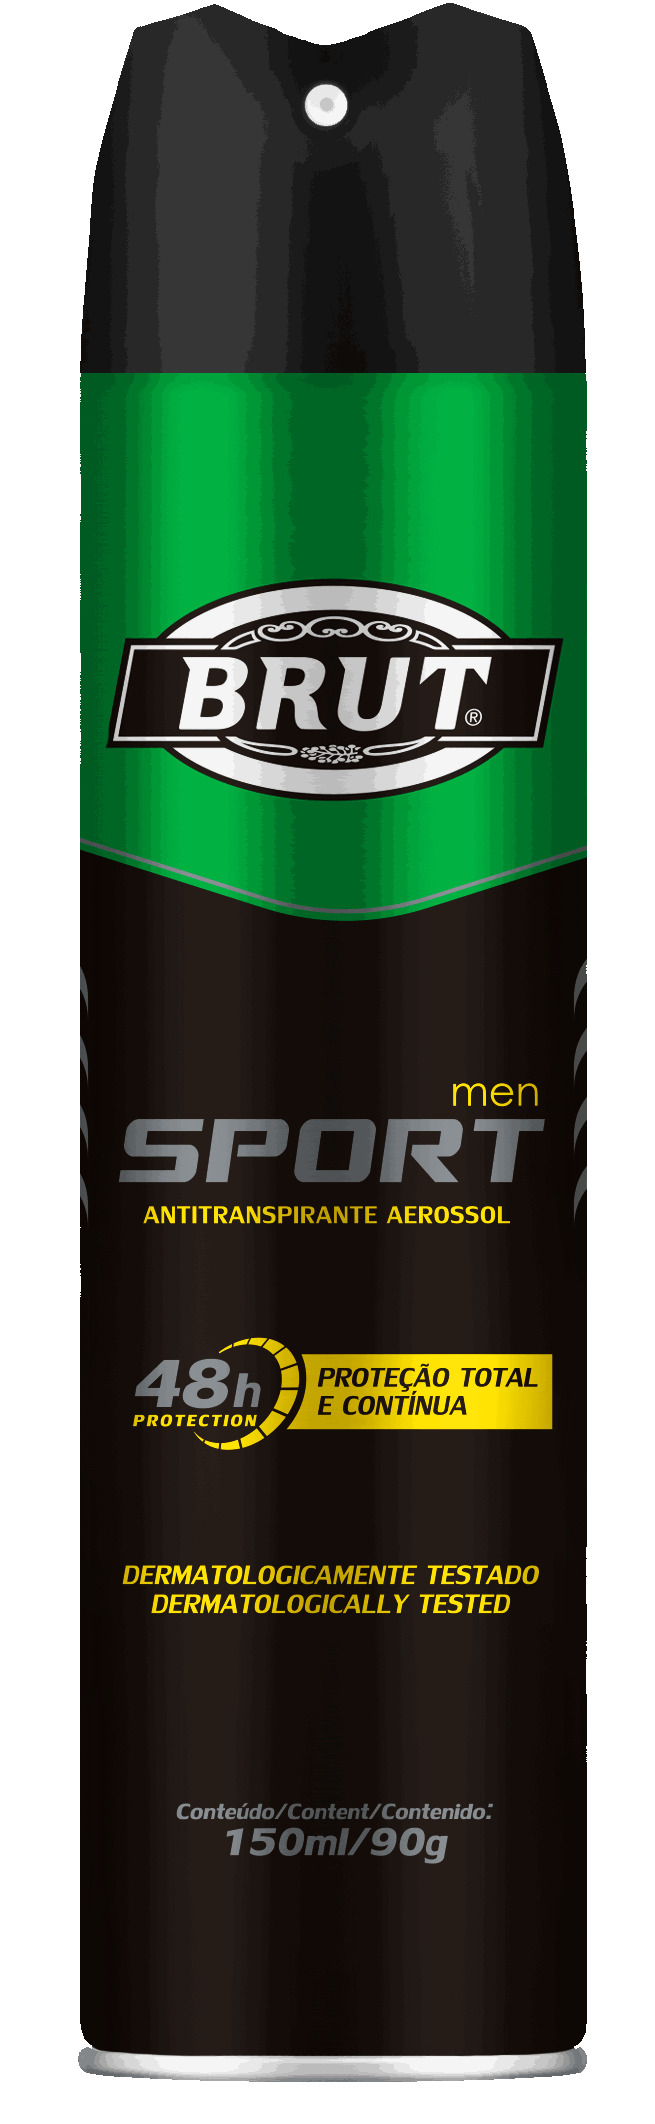 BRUT®
men
SPORT
ANTITRANSPIRANTE AEROSSOL
48h
PROTECTION
PROTEÇÃO TOTAL
E CONTÍNUA
DERMATOLOGICAMENTE TESTADO
DERMATOLOGICALLY TESTED
Conteúdo/Content/Contenido:
150ml/90g